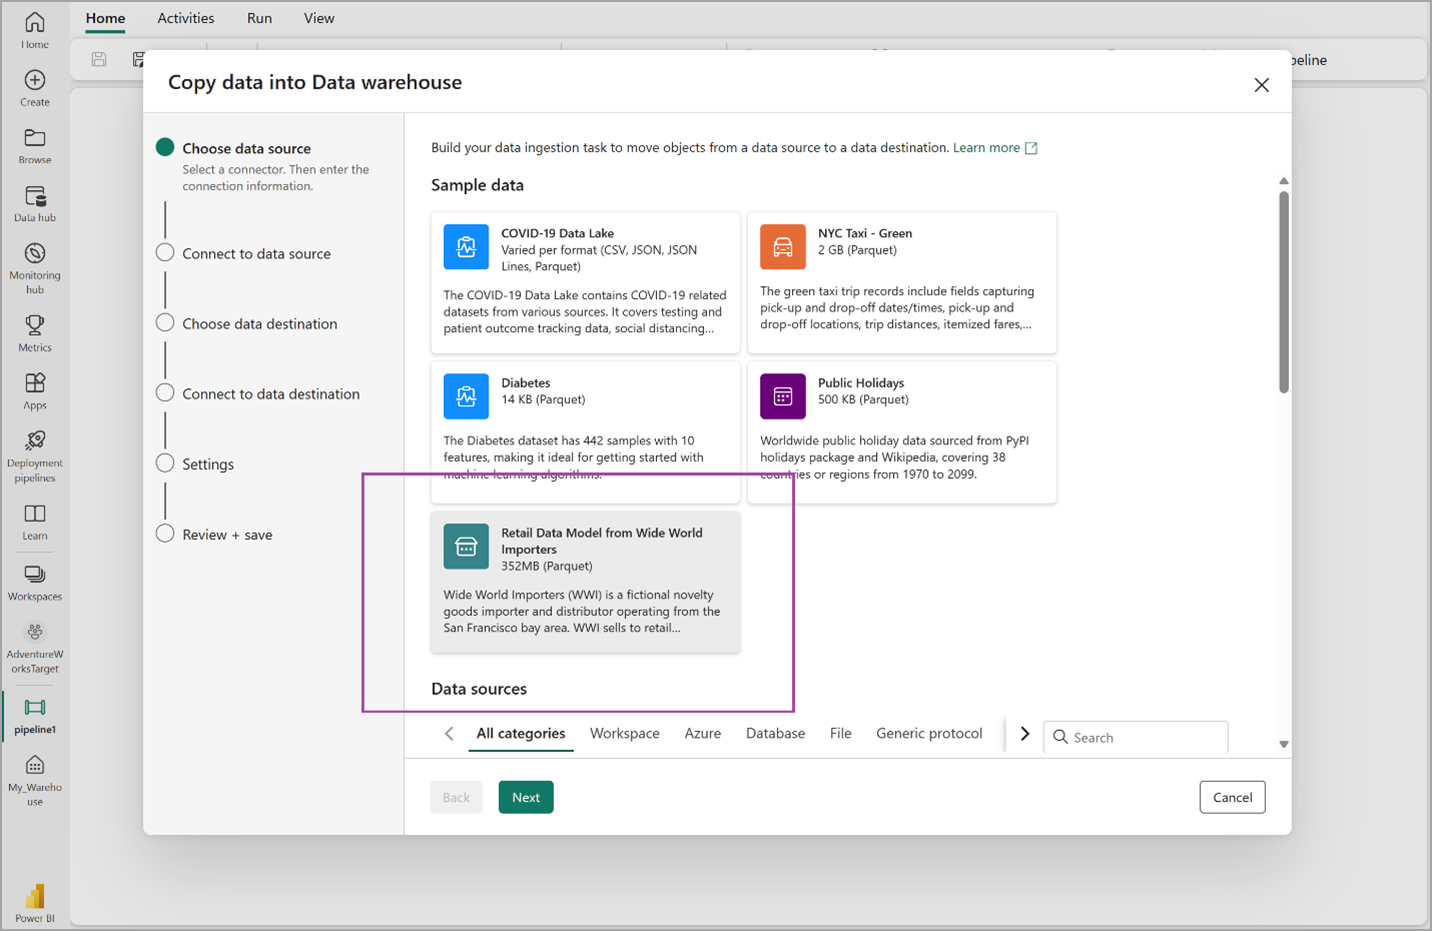 Home
Activities
Run
View
Home
Create
Browse
Data hub
Monitoring
hub
Metrics
Apps
Deployment
pipelines
Learn
Workspaces
AdventureW
orksTarget
pipeline1
My_Wareho
use
Power BI
peline
Copy data into Data warehouse
Choose data source
Select a connector. Then enter the
connection information.
Connect to data source
Choose data destination
Connect to data destination
Settings
Review + save
Build your data ingestion task to move objects from a data source to a data destination. Learn more
Sample data
COVID-19 Data Lake
Varied per format (CSV, JSON, JSON
Lines, Parquet)
The COVID-19 Data Lake contains COVID-19 related
datasets from various sources. It covers testing and
patient outcome tracking data, social distancing...
NYC Taxi - Green
2 GB (Parquet)
The green taxi trip records include fields capturing
pick-up and drop-off dates/times, pick-up and
drop-off locations, trip distances, itemized fares,...
Diabetes
14 KB (Parquet)
The Diabetes dataset has 442 samples with 10
features, making it ideal for getting started with
machine learning algorithms.
Public Holidays
500 KB (Parquet)
Worldwide public holiday data sourced from PyPI
holidays package and Wikipedia, covering 38
countries or regions from 1970 to 2099.
Retail Data Model from Wide World
Importers
352MB (Parquet)
Wide World Importers (WWI) is a fictional novelty
goods importer and distributor operating from the
San Francisco bay area. WWI sells to retail...
Data sources
All categories
Workspace
Azure
Database
File
Generic protocol
Search
Back
Next
Cancel